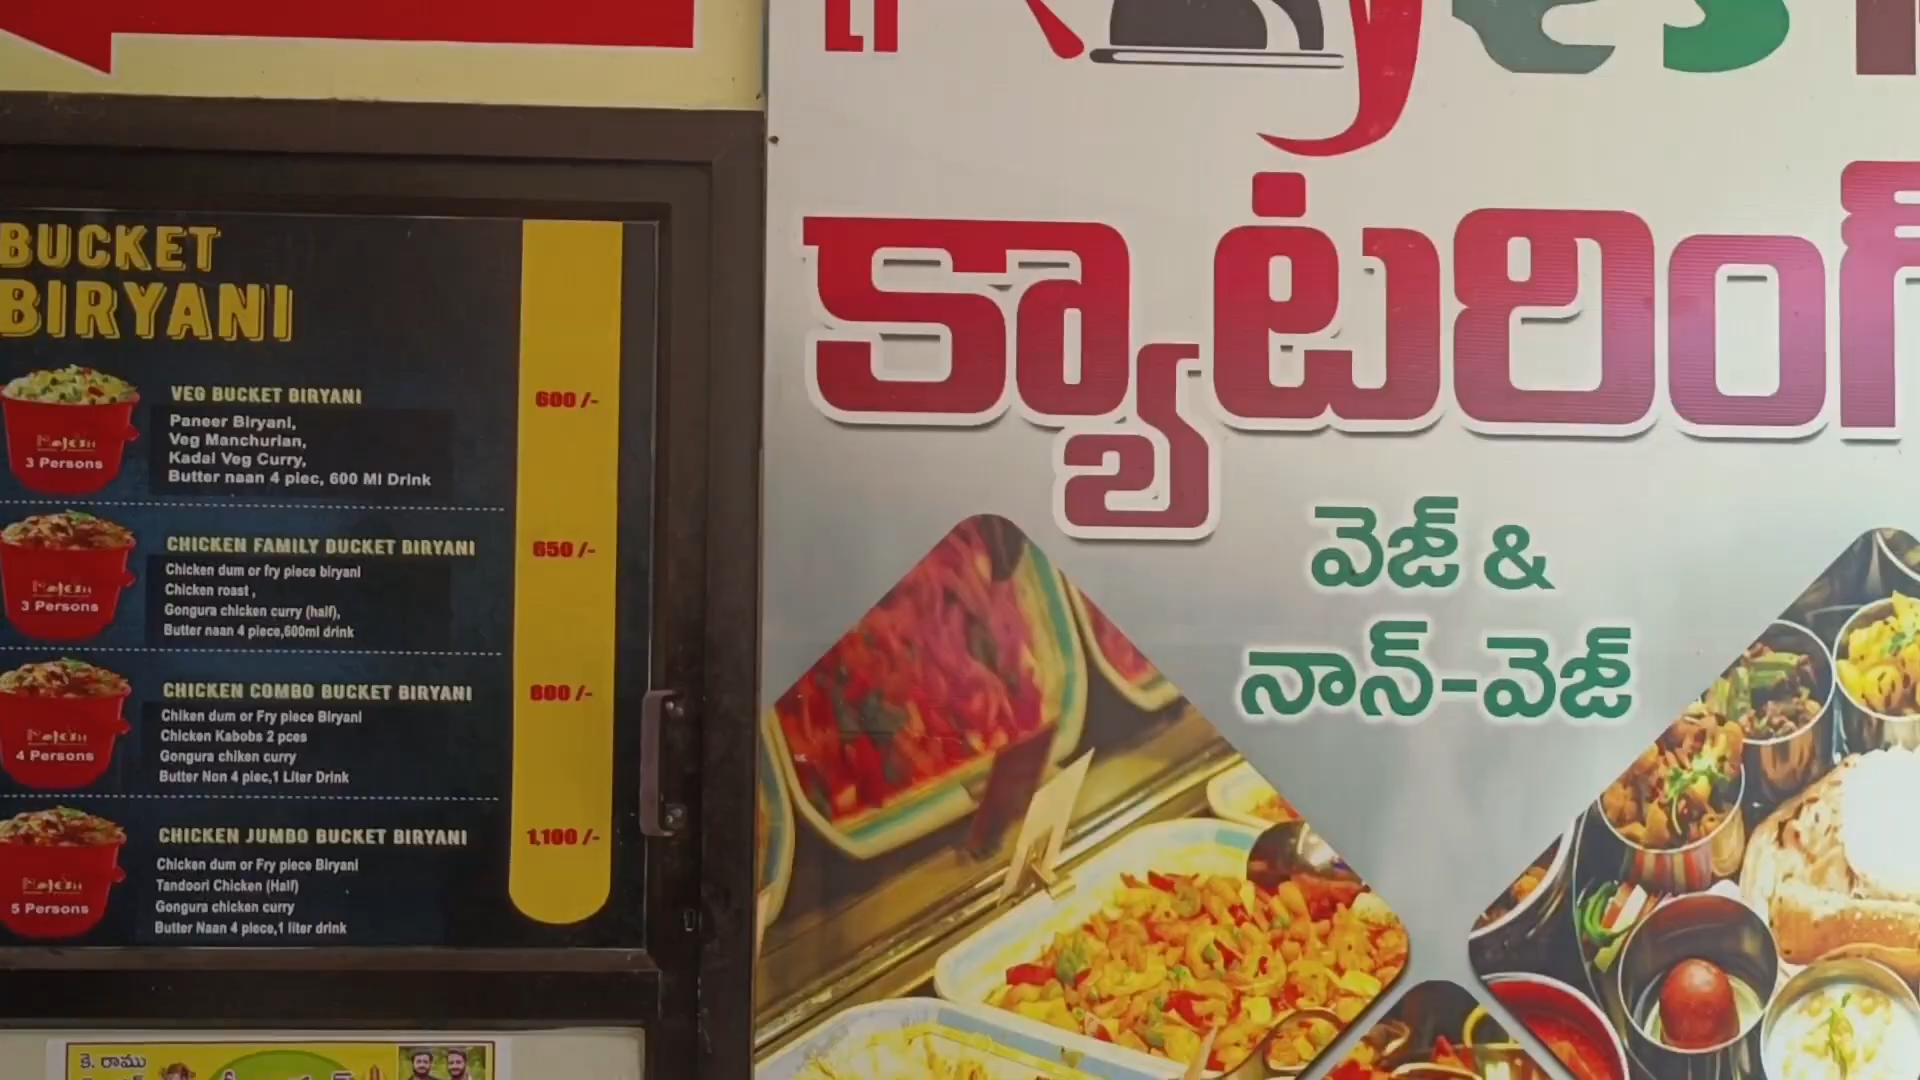 BUCKET
BIRYANI
3 Persons
VEG BUCKET BIRYANI
600 /-
Paneer Biryani,
Veg Manchurian,
Kadai Veg Curry,
Butter naan 4 piec, 600 Ml Drink
3 Persons
CHICKEN FAMILY BUCKET BIRYANI
650 /-
Chicken dum or fry piece biryani
Chicken roast ,
Gongura chicken curry (half),
Butter naan 4 piece,600ml drink
4 Persons
CHICKEN COMBO BUCKET BIRYANI
800 /-
Chiken dum or Fry piece Biryani
Chicken Kabobs 2 pces
Gongura chiken curry
Butter Non 4 piec,1 Liter Drink
5 Persons
CHICKEN JUMBO BUCKET BIRYANI
1,100 /-
Chicken dum or Fry piece Biryani
Tandoori Chicken (Half)
Gongura chicken curry
Butter Naan 4 piece,1 liter drink
కె. రాము
క్యాటరింగ్
వెజ్ &
నాన్-వెజ్